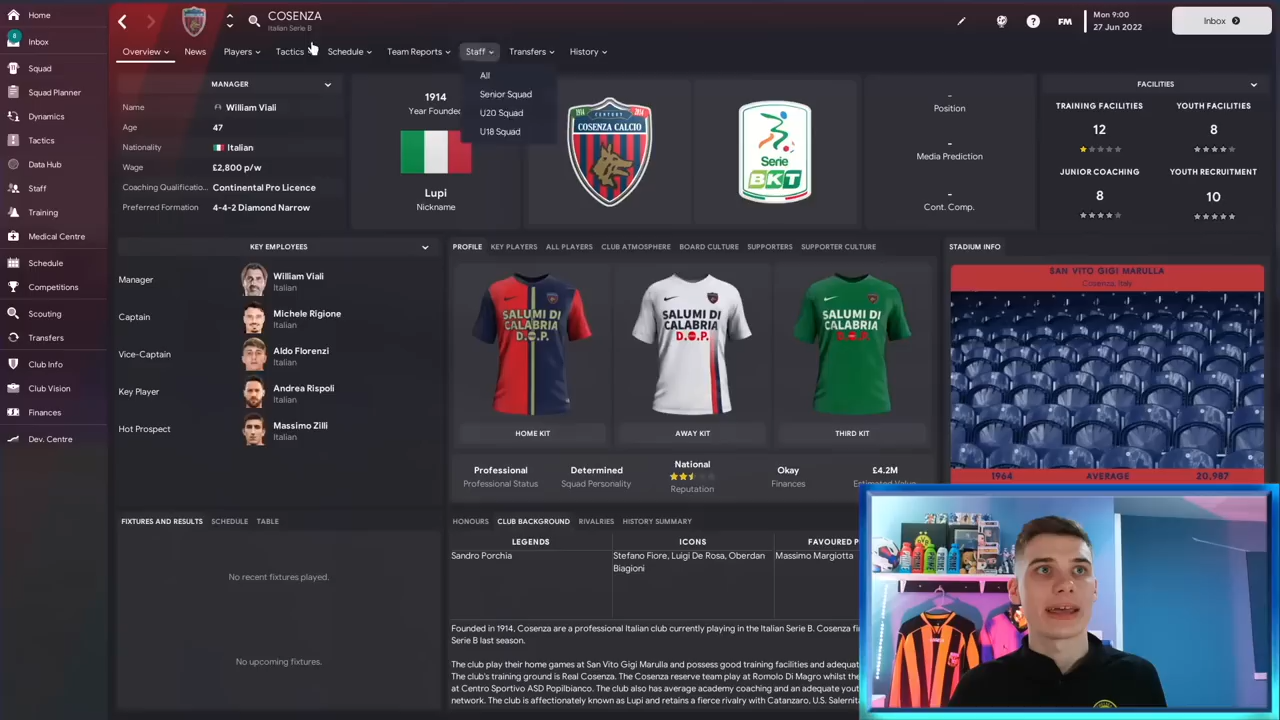 Home
COSENZA
Italian Serie B
FM
Mon 9:00
27 Jun 2022
Inbox
8
Inbox
Overview
News
Players
Tactics
Schedule
Team Reports
Staff
Transfers
History
All
Senior Squad
U20 Squad
U18 Squad
Squad
Squad Planner
Dynamics
Tactics
Data Hub
Staff
Training
Medical Centre
Schedule
Competitions
Scouting
Transfers
Club Info
Club Vision
Finances
Dev. Centre
MANAGER
Name William Viali
Age 47
Nationality Italian
Wage £2,800 p/w
Coaching Qualificatio... Continental Pro Licence
Preferred Formation 4-4-2 Diamond Narrow
1914
Year Founded
Lupi
Nickname
1914 2014
CENTURY
COSENZA CALCIO
Serie
BKT
-
Position
-
Media Prediction
-
Cont. Comp.
FACILITIES
TRAINING FACILITIES
12
YOUTH FACILITIES
8
JUNIOR COACHING
8
YOUTH RECRUITMENT
10
KEY EMPLOYEES
Manager William Viali
Italian
Captain Michele Rigione
Italian
Vice-Captain Aldo Florenzi
Italian
Key Player Andrea Rispoli
Italian
Hot Prospect Massimo Zilli
Italian
PROFILE KEY PLAYERS ALL PLAYERS CLUB ATMOSPHERE BOARD CULTURE SUPPORTERS SUPPORTER CULTURE
SALUMI DI
CALABRIA
D.O.P.
SALUMI DI
CALABRIA
D.O.P.
SALUMI DI
CALABRIA
D.O.P.
HOME KIT
AWAY KIT
THIRD KIT
Professional
Professional Status
Determined
Squad Personality
National
Reputation
Okay
Finances
£4.2M
Estimated Value
STADIUM INFO
SAN VITO GIGI MARULLA
Cosenza, Italy
1964 AVERAGE 20,987
FIXTURES AND RESULTS SCHEDULE TABLE
No recent fixtures played.
No upcoming fixtures.
HONOURS CLUB BACKGROUND RIVALRIES HISTORY SUMMARY
LEGENDS
Sandro Porchia
ICONS
Stefano Fiore, Luigi De Rosa, Oberdan
Biagioni
FAVOURED P
Massimo Margiotta
Founded in 1914, Cosenza are a professional Italian club currently playing in the Italian Serie B. Cosenza fi
Serie B last season.
The club play their home games at San Vito Gigi Marulla and possess good training facilities and adequat
The club's training ground is Real Cosenza. The Cosenza reserve team play at Romolo Di Magro whilst the
at Centro Sportivo ASD Popilbianco. The club also has average academy coaching and an adequate yout
network. The club is affectionately known as Lupi and retains a fierce rivalry with Catanzaro, U.S. Salernit